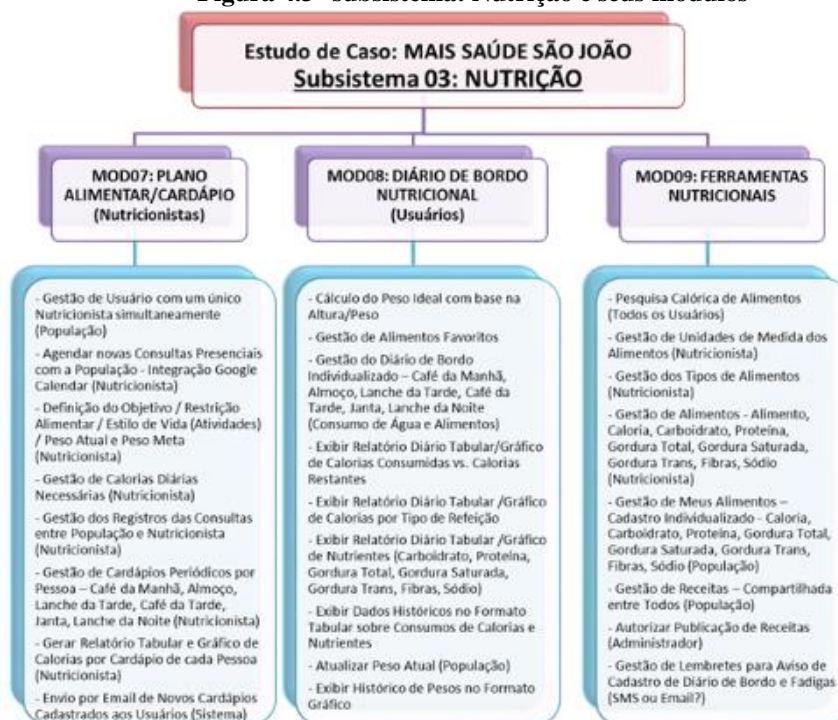 Figura 4.3- subsistema: Nutrição e seus módulos
Estudo de Caso: MAIS SAÚDE SÃO JOÃO
Subsistema 03: NUTRIÇÃO
MOD07: PLANO
ALIMENTAR/CARDÁPIO
(Nutricionistas)
- Gestão de Usuário com um único
Nutricionista simultaneamente
(População)
- Agendar novas Consultas Presenciais
com a População - Integração Google
Calendar (Nutricionista)
- Definição do Objetivo / Restrição
Alimentar / Estilo de Vida (Atividades)
/ Peso Atual e Peso Meta
(Nutricionista)
- Gestão de Calorias Diárias
Necessárias (Nutricionista)
- Gestão dos Registros das Consultas
entre População e Nutricionista
(Nutricionista)
- Gestão de Cardápios Periódicos por
Pessoa – Café da Manhã, Almoço,
Lanche da Tarde, Café da Tarde,
Janta, Lanche da Noite (Nutricionista)
- Gerar Relatório Tabular e Gráfico de
Calorias por Cardápio de cada Pessoa
(Nutricionista)
- Envio por Email de Novos Cardápios
Cadastrados aos Usuários (Sistema)
MOD08: DIÁRIO DE BORDO
NUTRICIONAL
(Usuários)
- Cálculo do Peso Ideal com base na
Altura/Peso
- Gestão de Alimentos Favoritos
- Gestão do Diário de Bordo
Individualizado – Café da Manhã,
Almoço, Lanche da Tarde, Café da
Tarde, Janta, Lanche da Noite
(Consumo de Água e Alimentos)
- Exibir Relatório Diário Tabular/Gráfico
de Calorias Consumidas vs. Calorias
Restantes
- Exibir Relatório Diário Tabular /Gráfico
de Calorias por Tipo de Refeição
- Exibir Relatório Diário Tabular /Gráfico
de Nutrientes (Carboidrato, Proteína,
Gordura Total, Gordura Saturada,
Gordura Trans, Fibras, Sódio)
- Exibir Dados Históricos no Formato
Tabular sobre Consumos de Calorias e
Nutrientes
- Atualizar Peso Atual (População)
- Exibir Histórico de Pesos no Formato
Gráfico
MOD09: FERRAMENTAS
NUTRICIONAIS
- Pesquisa Calórica de Alimentos
(Todos os Usuários)
- Gestão de Unidades de Medida dos
Alimentos (Nutricionista)
- Gestão dos Tipos de Alimentos
(Nutricionista)
- Gestão de Alimentos - Alimento,
Caloria, Carboidrato, Proteína,
Gordura Total, Gordura Saturada,
Gordura Trans, Fibras, Sódio
(Nutricionista)
- Gestão de Meus Alimentos –
Cadastro Individualizado - Caloria,
Carboidrato, Proteína, Gordura Total,
Gordura Saturada, Gordura Trans,
Fibras, Sódio (População)
- Gestão de Receitas – Compartilhada
entre Todos (População)
- Autorizar Publicação de Receitas
(Administrador)
- Gestão de Lembretes para Aviso de
Cadastro de Diário de Bordo e Fadigas
(SMS ou Email?)